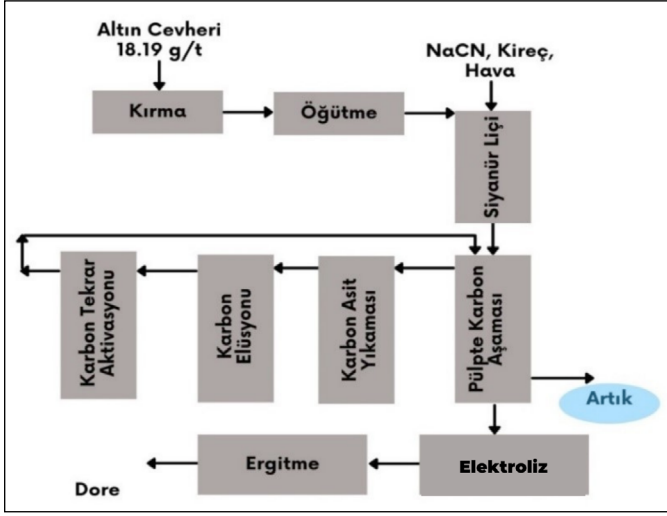 Altın Cevheri
18.19 g/t
NaCN, Kireç,
Hava
Kırma
Öğütme
Siyanür Liçi
Karbon Tekrar
Aktivasyonu
Karbon
Elüsyonu
Karbon Asit
Yıkaması
Pülpte Karbon
Aşaması
Artık
Ergitme
Elektroliz
Dore